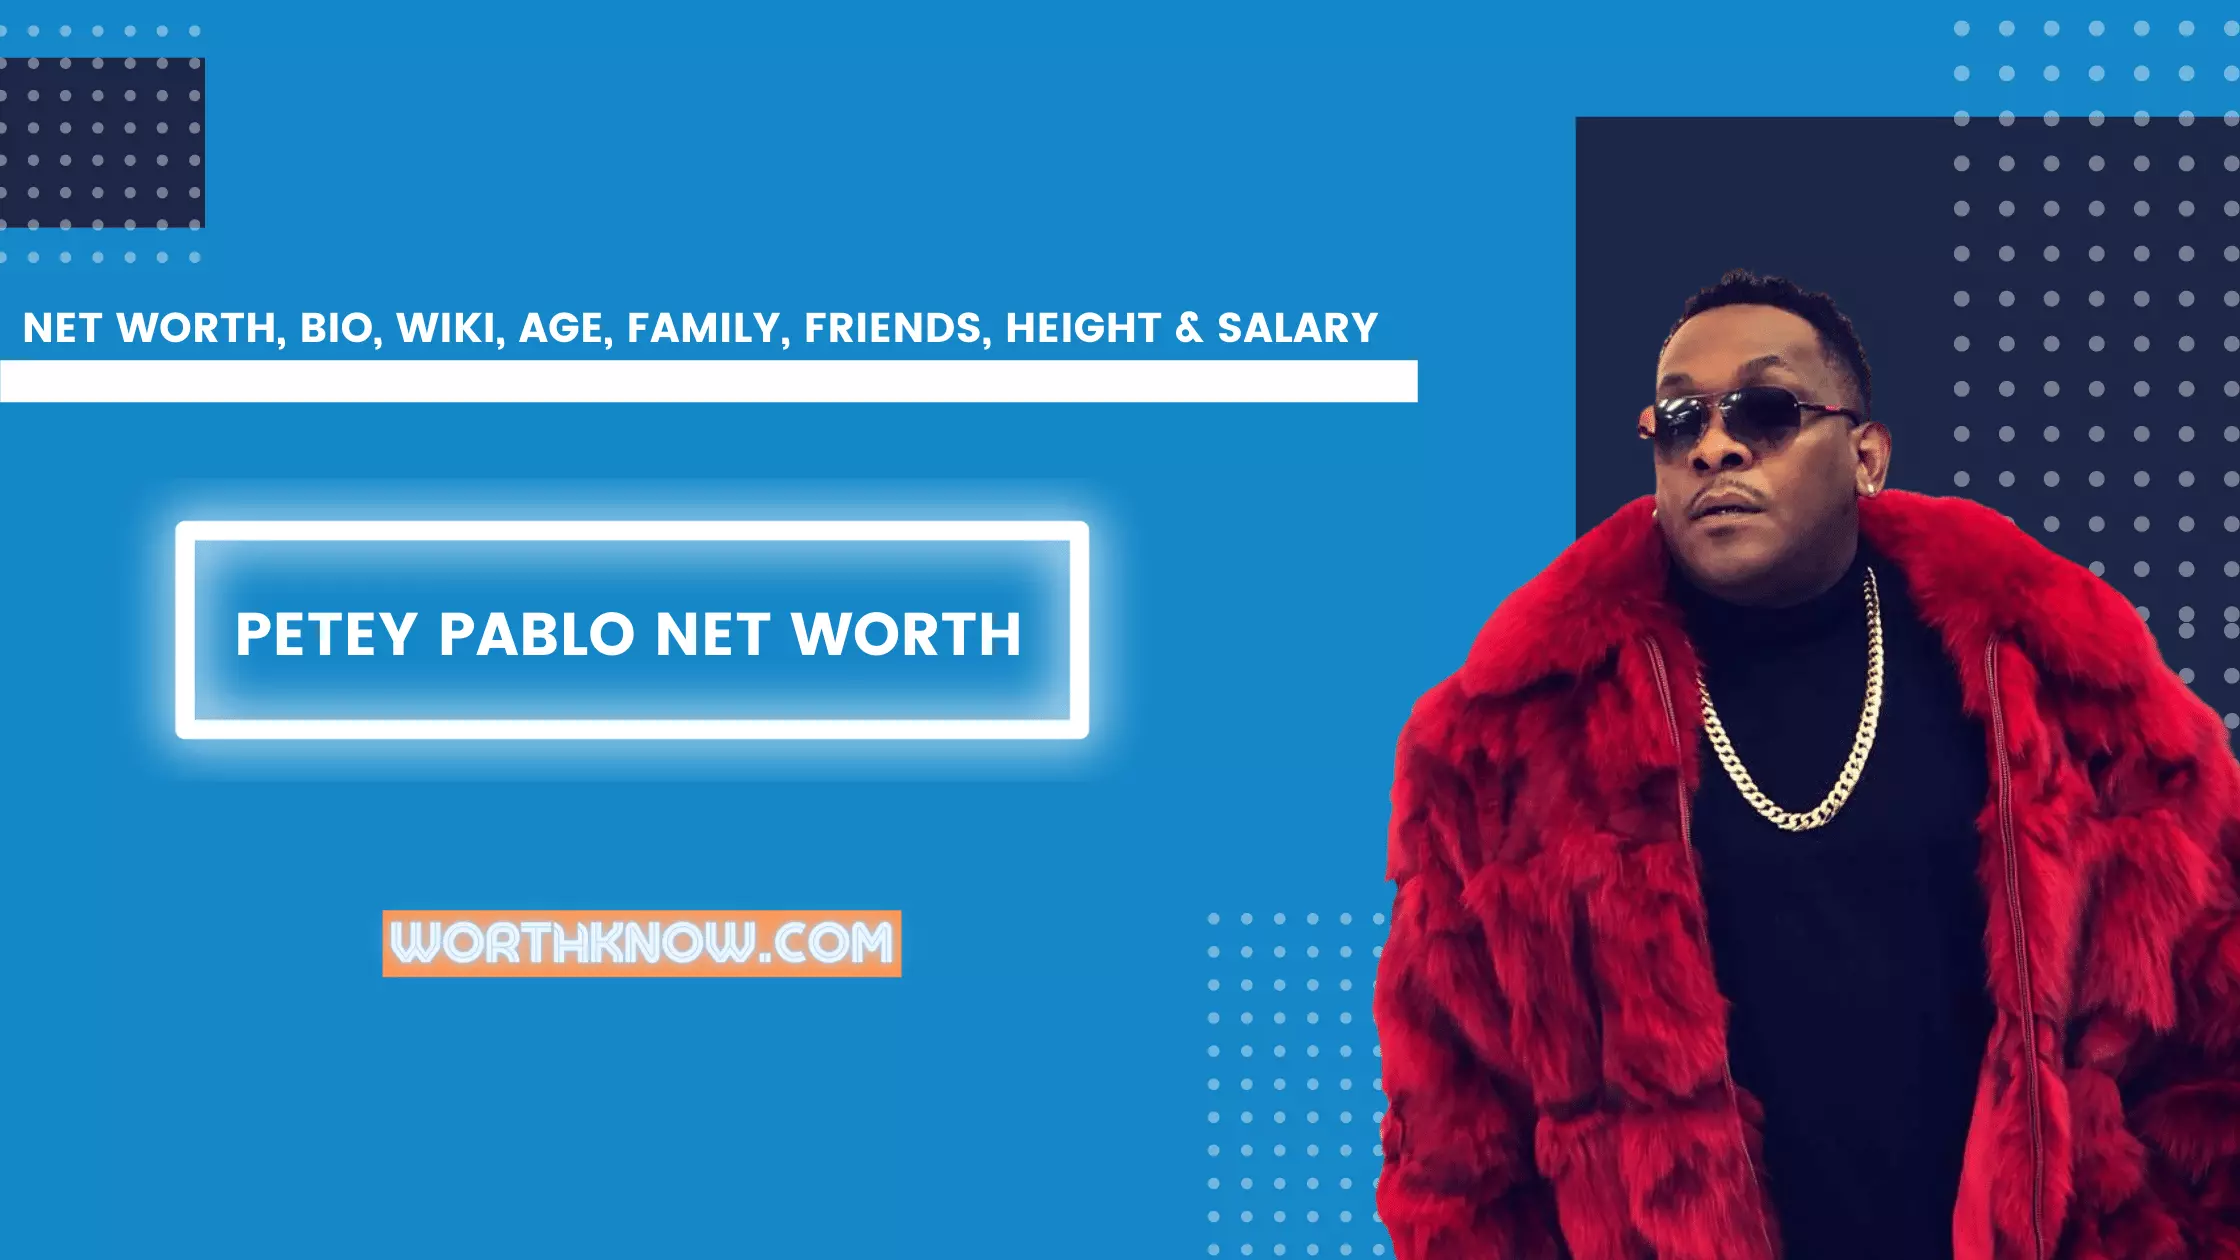 NET WORTH, BIO, WIKI, AGE, FAMILY, FRIENDS, HEIGHT & SALARY
PETEY PABLO NET WORTH
WORTHKNOW.COM